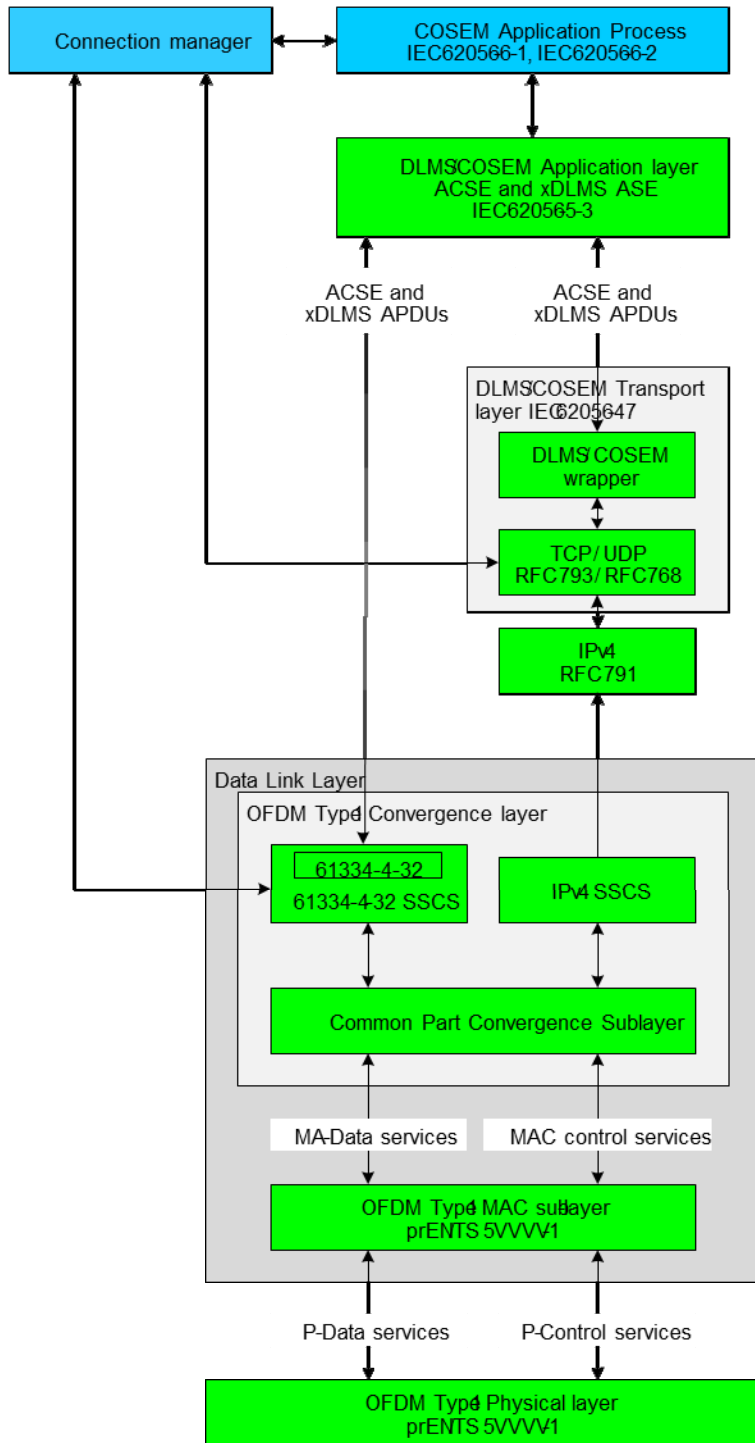 Connection manager
COSEM Application Process
IEC620566-1, IEC620566-2
DLMS/COSEM Application layer
ACSE and xDLMS ASE
IEC620565-3
ACSE and
xDLMS APDUs
ACSE and
xDLMS APDUs
DLMS/COSEM Transport
layer IEC6205647
DLMS/COSEM
wrapper
TCP/UDP
RFC793/RFC768
IPv4
RFC791
Data Link Layer
OFDM Type1 Convergence layer
61334-4-32
61334-4-32 SSCS
IPv4 SSCS
Common Part Convergence Sublayer
MA-Data services
MAC control services
OFDM Type1 MAC sublayer
prENTS 5VVVV-1
P-Data services
P-Control services
OFDM Type1 Physical layer
prENTS 5VVVV-1